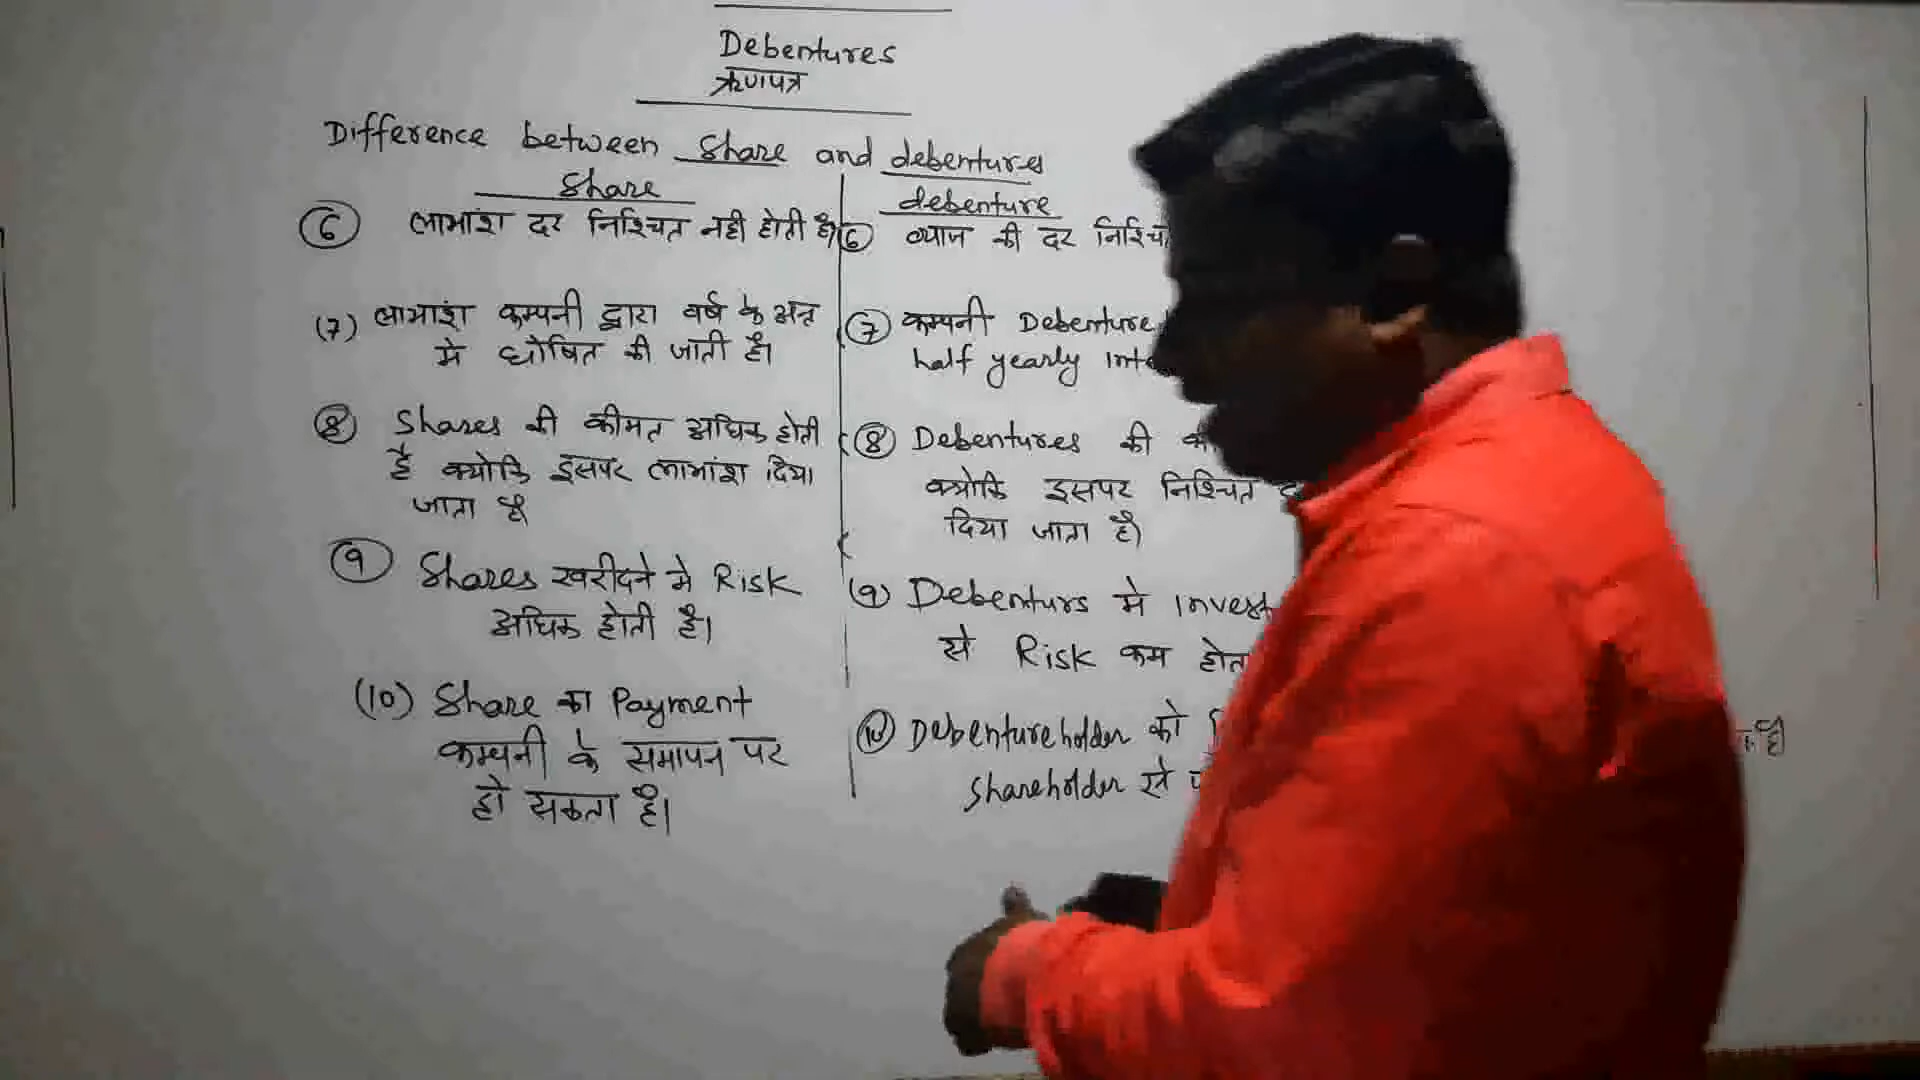 Debentures
ऋणपत्र
Difference between Share and debentures
Share
debenture
(6) लाभांश दर निश्चित नही होती है।
(7) लाभांश कम्पनी द्वारा वर्ष के अन्त
मे घोषित की जाती है।
(8) Shares की कीमत अधिक होती
है क्योकि इसपर लाभांश दिया
जाता है
(9) Shares खरीदने मे Risk
अधिक होती है।
(10) Share का Payment
कम्पनी के समापन पर
हो सकता है।
(6) ब्याज की दर
(7) कम्पनी Debenture
half yearly
(8) Debentures की
क्योकि इसपर निश्चित
दिया जाता है।
(9) Debenturs मे Invest
से Risk कम
(10) Debentureholder को
Shareholder से